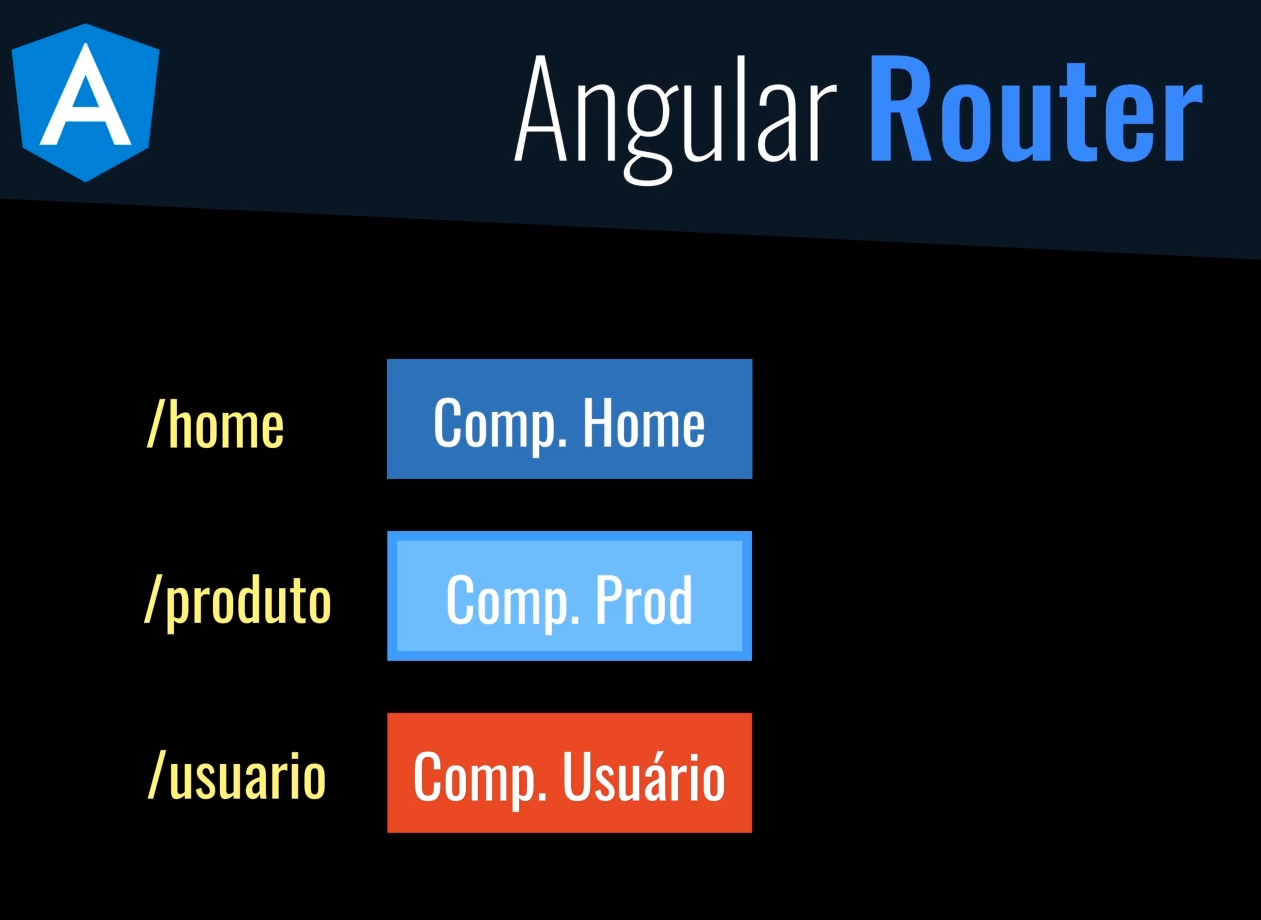 A
Angular Router
/home Comp. Home
/produto Comp. Prod
/usuario Comp. Usuário